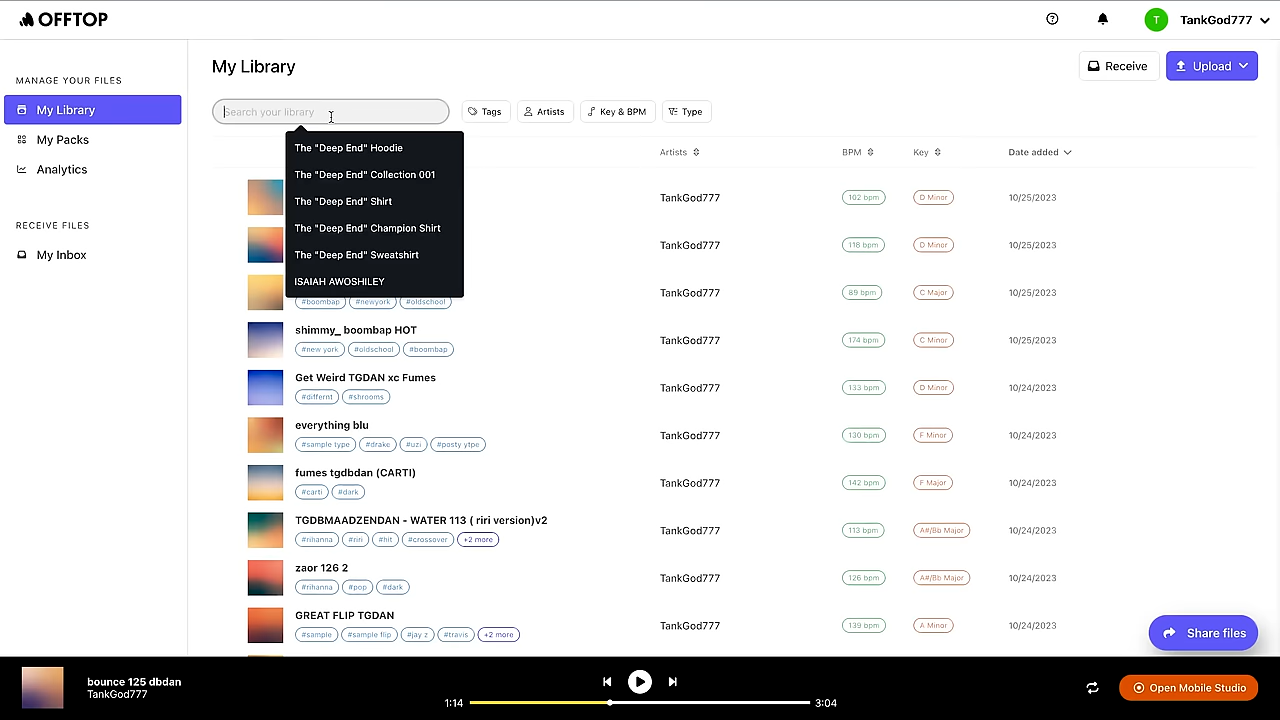 OFFTOP
T TankGod777
MANAGE YOUR FILES
My Library
My Packs
Analytics
RECEIVE FILES
My Inbox
My Library
Receive
Upload
Search your library
Tags
Artists
Key & BPM
Type
The "Deep End" Hoodie
The "Deep End" Collection 001
The "Deep End" Shirt
The "Deep End" Champion Shirt
The "Deep End" Sweatshirt
ISAIAH AWOSHILEY
Artists BPM Key Date added
TankGod777 102 bpm D Minor 10/25/2023
TankGod777 118 bpm D Minor 10/25/2023
TankGod777 89 bpm C Major 10/25/2023
#boombap #newyork #oldschool
shimmy_ boombap HOT
#new york #oldschool #boombap
TankGod777 174 bpm C Minor 10/25/2023
Get Weird TGDAN xc Fumes
#differnt #shrooms
TankGod777 133 bpm D Minor 10/24/2023
everything blu
#sample type #drake #uzi #posty ytpe
TankGod777 130 bpm F Minor 10/24/2023
fumes tgdbdan (CARTI)
#carti #dark
TankGod777 142 bpm F Major 10/24/2023
TGDBMAADZENDAN - WATER 113 ( riri version)v2
#rihanna #riri #hit #crossover +2 more
TankGod777 113 bpm A#/Bb Major 10/24/2023
zaor 126 2
#rihanna #pop #dark
TankGod777 126 bpm A#/Bb Major 10/24/2023
GREAT FLIP TGDAN
#sample #sample flip #jay z #travis +2 more
TankGod777 139 bpm A Minor 10/24/2023
Share files
bounce 125 dbdan
TankGod777
1:14 3:04
Open Mobile Studio